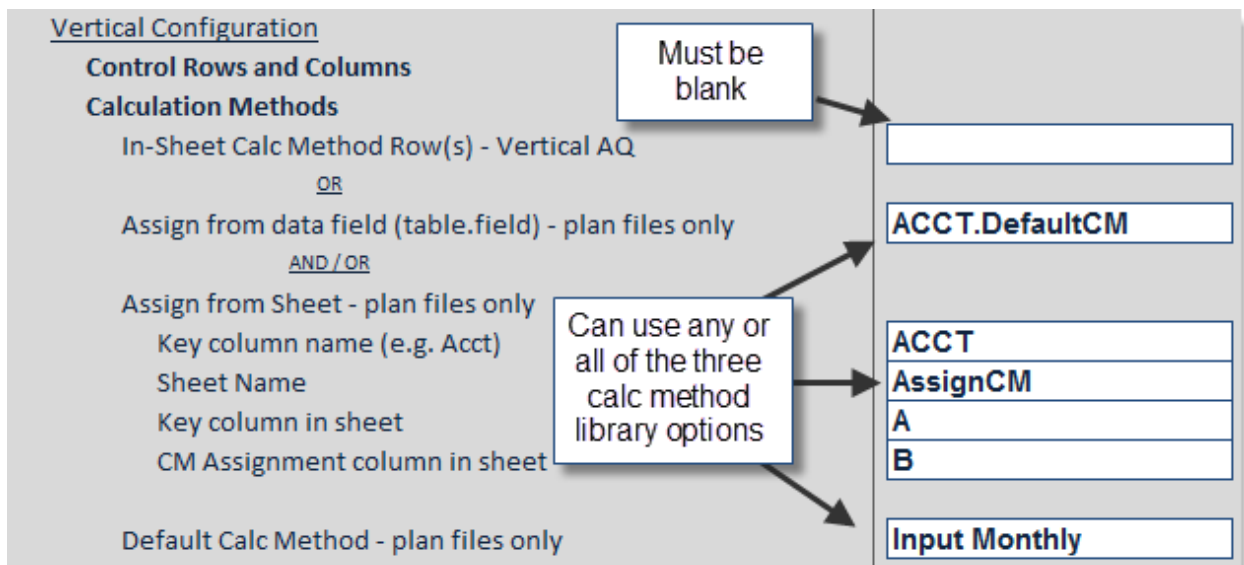 Vertical Configuration
Must be
blank
Control Rows and Columns
Calculation Methods
In-Sheet Calc Method Row(s) - Vertical AQ
OR
Assign from data field (table.field) - plan files only
ACCT.DefaultCM
AND / OR
Assign from Sheet - plan files only
Can use any or
all of the three
calc method
library options
Key column name (e.g. Acct)
ACCT
Sheet Name
AssignCM
Key column in sheet
A
CM Assignment column in sheet
B
Default Calc Method - plan files only
Input Monthly